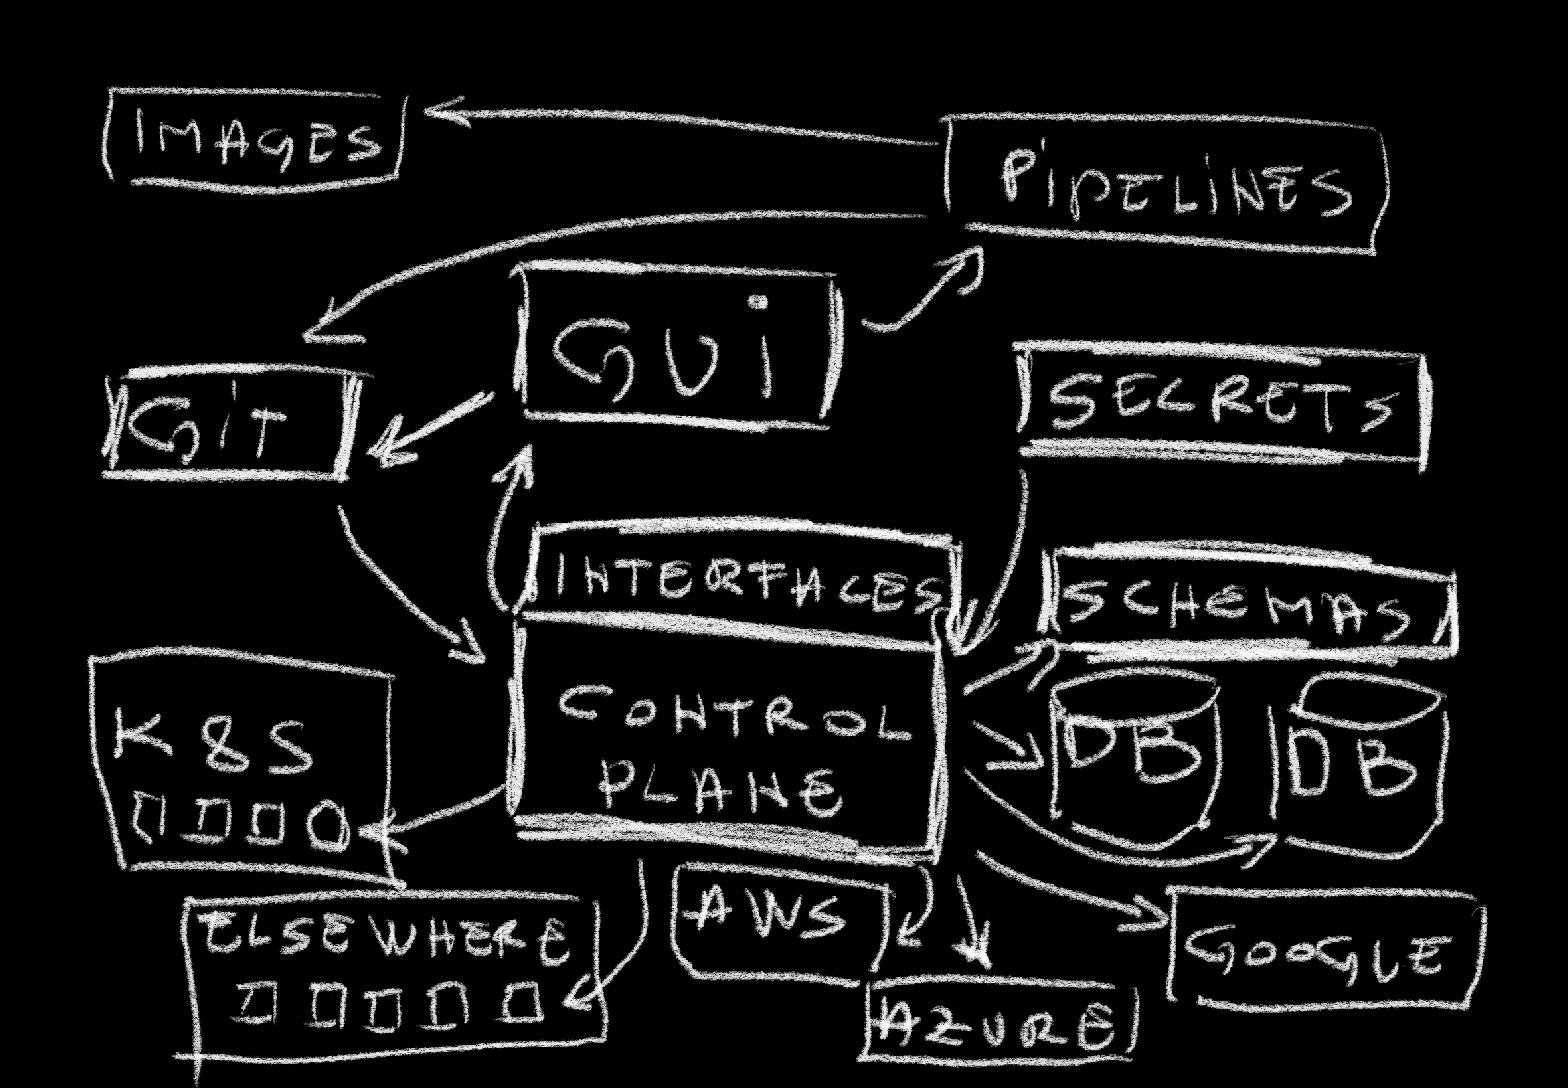 IMAGES
PiPELiNES
GUi
GiT
SECRETS
INTERFACES
SCHEMAS
CONTROL
PLANE
K8S
DB
DB
AWS
ELSEWHERE
GOOGLE
AZURE